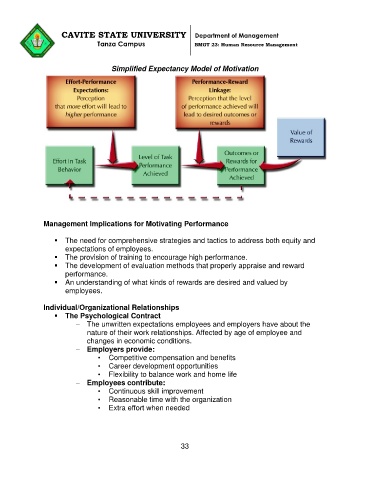 CAVITE STATE UNIVERSITY
Tanza Campus
Department of Management
BMGT 23: Human Resource Management
Simplified Expectancy Model of Motivation
Effort-Performance
Expectations:
Perception
that more effort will lead to
higher performance
Performance-Reward
Linkage:
Perception that the level
of performance achieved will
lead to desired outcomes or
rewards
Value of
Rewards
Effort in Task
Behavior
Level of Task
Performance
Achieved
Outcomes or
Rewards for
Performance
Achieved
Management Implications for Motivating Performance
▪ The need for comprehensive strategies and tactics to address both equity and
expectations of employees.
▪ The provision of training to encourage high performance.
▪ The development of evaluation methods that properly appraise and reward
performance.
▪ An understanding of what kinds of rewards are desired and valued by
employees.
Individual/Organizational Relationships
▪ The Psychological Contract
– The unwritten expectations employees and employers have about the
nature of their work relationships. Affected by age of employee and
changes in economic conditions.
– Employers provide:
• Competitive compensation and benefits
• Career development opportunities
• Flexibility to balance work and home life
– Employees contribute:
• Continuous skill improvement
• Reasonable time with the organization
• Extra effort when needed
33